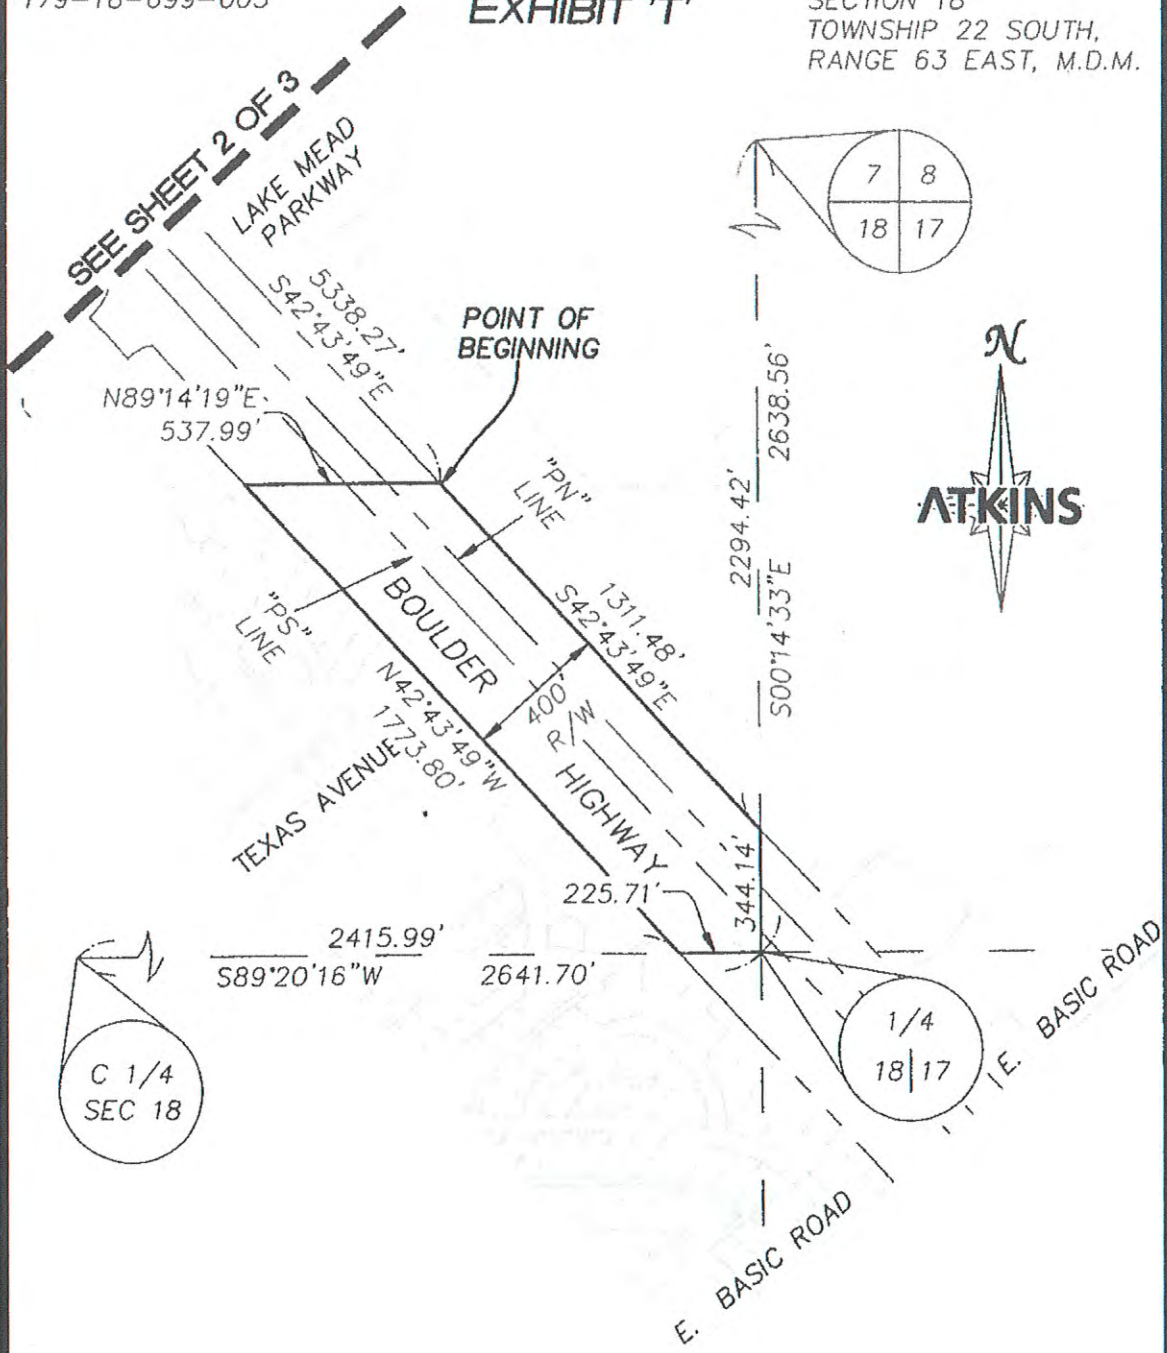 179-18-699-003
EXHIBIT 'T'
SECTION 18
TOWNSHIP 22 SOUTH,
RANGE 63 EAST, M.D.M.
SEE SHEET 2 OF 3
LAKE MEAD
PARKWAY
7 8
18 17
5338.27'
S42°43'49"E
POINT OF
BEGINNING
N
N89°14'19"E
537.99'
2294.42'
2638.56'
S00°14'33"E
"PN"
LINE
ATKINS
"PS"
LINE
BOULDER
HIGHWAY
1311.48'
S42°43'49"E
400'
R/W
N42°43'49"W
1773.80'
TEXAS AVENUE
344.14'
225.71'
2415.99'
S89°20'16"W
2641.70'
C 1/4
SEC 18
1/4
18|17
E. BASIC ROAD
E. BASIC ROAD